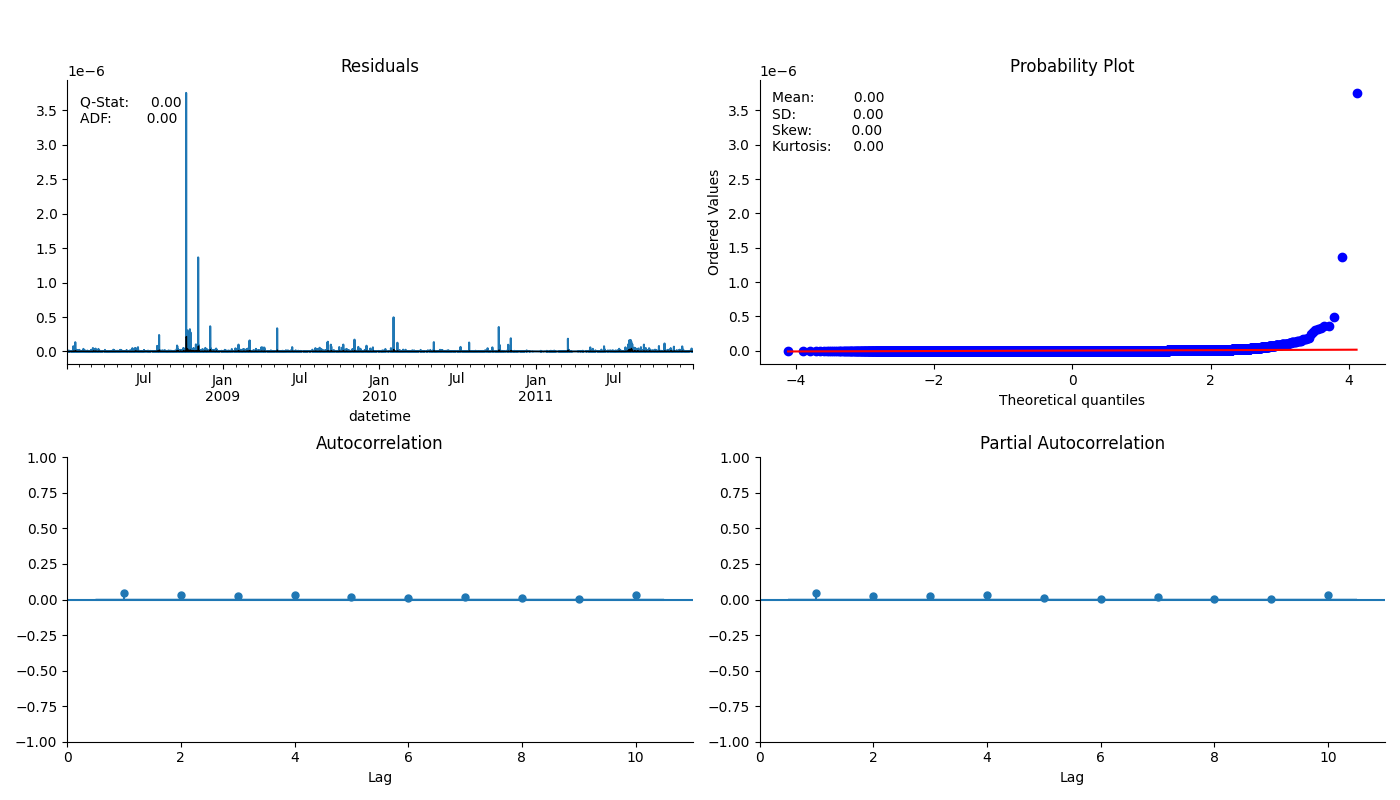 Residuals
1e−6
Q-Stat: 0.00
ADF: 0.00
3.5
3.0
2.5
2.0
1.5
1.0
0.5
0.0
Jul Jan Jul Jan Jul Jan Jul
2009 2010 2011
datetime
Probability Plot
1e−6
Mean: 0.00
SD: 0.00
Skew: 0.00
Kurtosis: 0.00
Ordered Values
3.5
3.0
2.5
2.0
1.5
1.0
0.5
0.0
−4 −2 0 2 4
Theoretical quantiles
Autocorrelation
1.00
0.75
0.50
0.25
0.00
−0.25
−0.50
−0.75
−1.00
0 2 4 6 8 10
Lag
Partial Autocorrelation
1.00
0.75
0.50
0.25
0.00
−0.25
−0.50
−0.75
−1.00
0 2 4 6 8 10
Lag